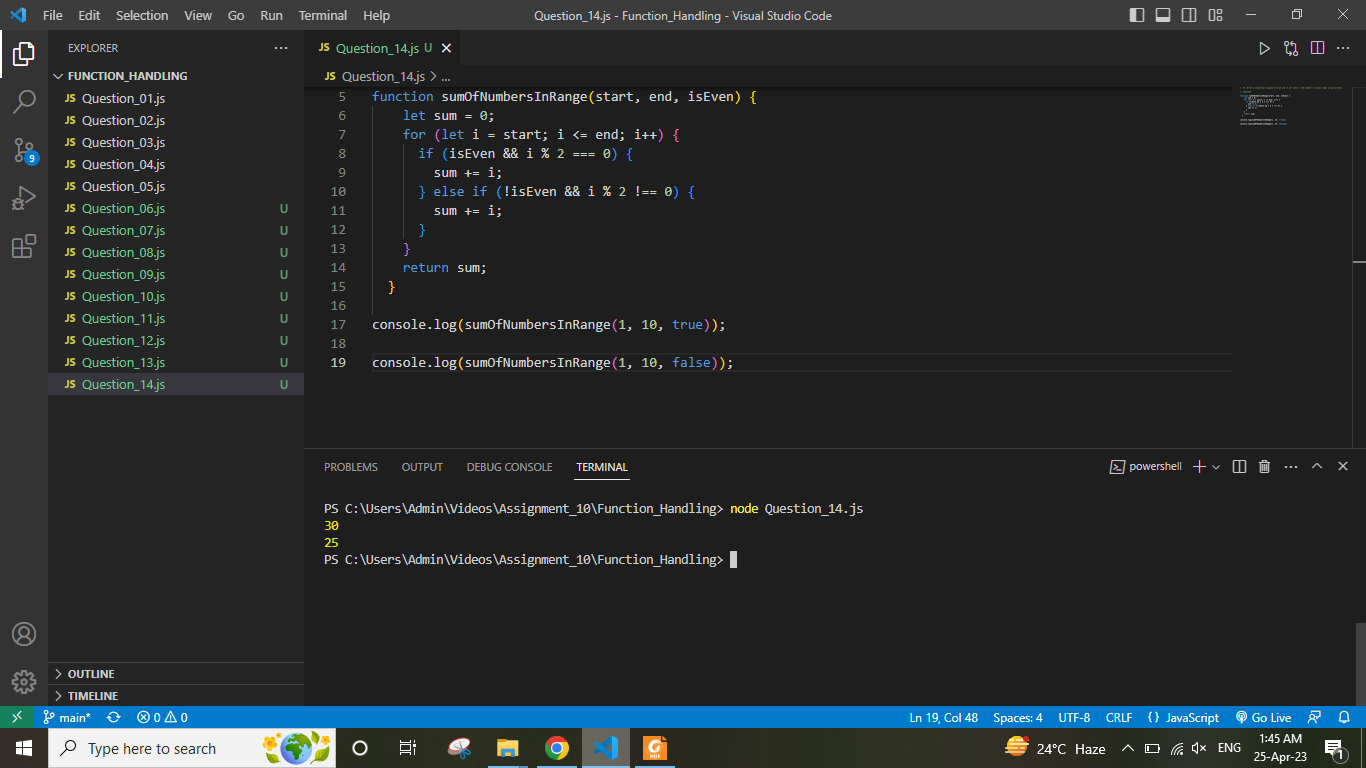 File Edit Selection View Go Run Terminal Help
Question_14.js - Function_Handling - Visual Studio Code
EXPLORER
FUNCTION_HANDLING
JS Question_01.js
JS Question_02.js
JS Question_03.js
JS Question_04.js
JS Question_05.js
JS Question_06.js U
JS Question_07.js U
JS Question_08.js U
JS Question_09.js U
JS Question_10.js U
JS Question_11.js U
JS Question_12.js U
JS Question_13.js U
JS Question_14.js U
9
OUTLINE
TIMELINE
JS Question_14.js U
JS Question_14.js > ...
5 function sumOfNumbersInRange(start, end, isEven) {
6 let sum = 0;
7 for (let i = start; i <= end; i++) {
8 if (isEven && i % 2 === 0) {
9 sum += i;
10 } else if (!isEven && i % 2 !== 0) {
11 sum += i;
12 }
13 }
14 return sum;
15 }
16
17 console.log(sumOfNumbersInRange(1, 10, true));
18
19 console.log(sumOfNumbersInRange(1, 10, false));
PROBLEMS OUTPUT DEBUG CONSOLE TERMINAL
powershell
PS C:\Users\Admin\Videos\Assignment_10\Function_Handling> node Question_14.js
30
25
PS C:\Users\Admin\Videos\Assignment_10\Function_Handling>
main* 0 0
Ln 19, Col 48 Spaces: 4 UTF-8 CRLF {} JavaScript Go Live
Type here to search
PDF
24°C Haze
ENG
1:45 AM
25-Apr-23
1